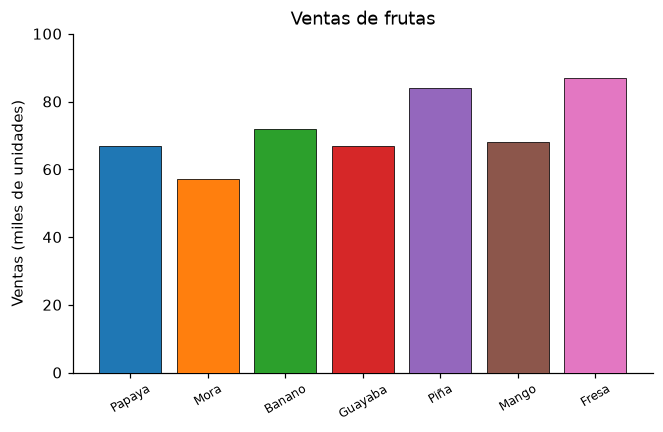 Ventas de frutas
Ventas (miles de unidades)
100
80
60
40
20
0
Papaya
Mora
Banano
Guayaba
Piña
Mango
Fresa